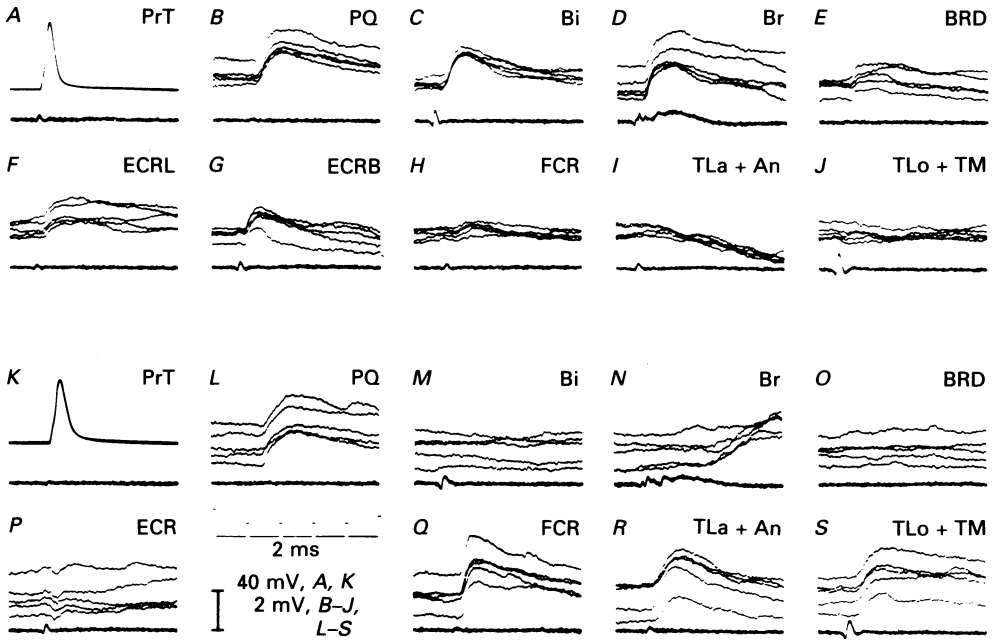 A PrT
B PQ
C Bi
D Br
E BRD
F ECRL
G ECRB
H FCR
I TLa + An
J TLo + TM
K PrT
L PQ
M Bi
N Br
O BRD
P ECR
2 ms
40 mV, A, K
2 mV, B–J,
L–S
Q FCR
R TLa + An
S TLo + TM